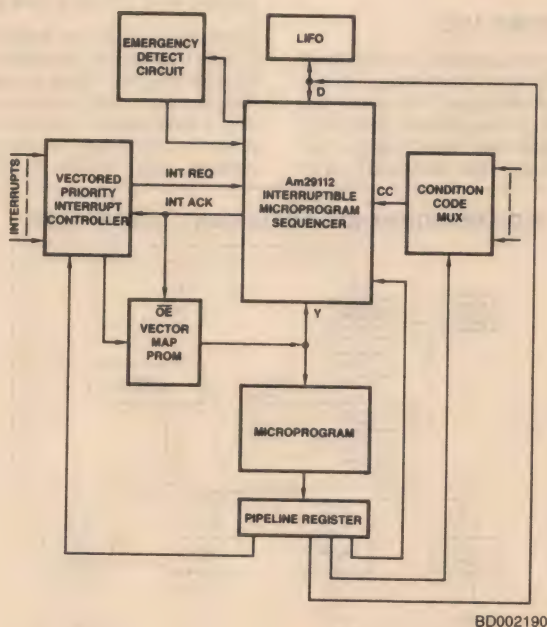 EMERGENCY
DETECT
CIRCUIT
LIFO
D
INTERRUPTS
VECTORED
PRIORITY
INTERRUPT
CONTROLLER
INT REQ
INT ACK
Am29112
INTERRUPTIBLE
MICROPROGRAM
SEQUENCER
CC
CONDITION
CODE
MUX
OE
VECTOR
MAP
PROM
Y
MICROPROGRAM
PIPELINE REGISTER
BD002190